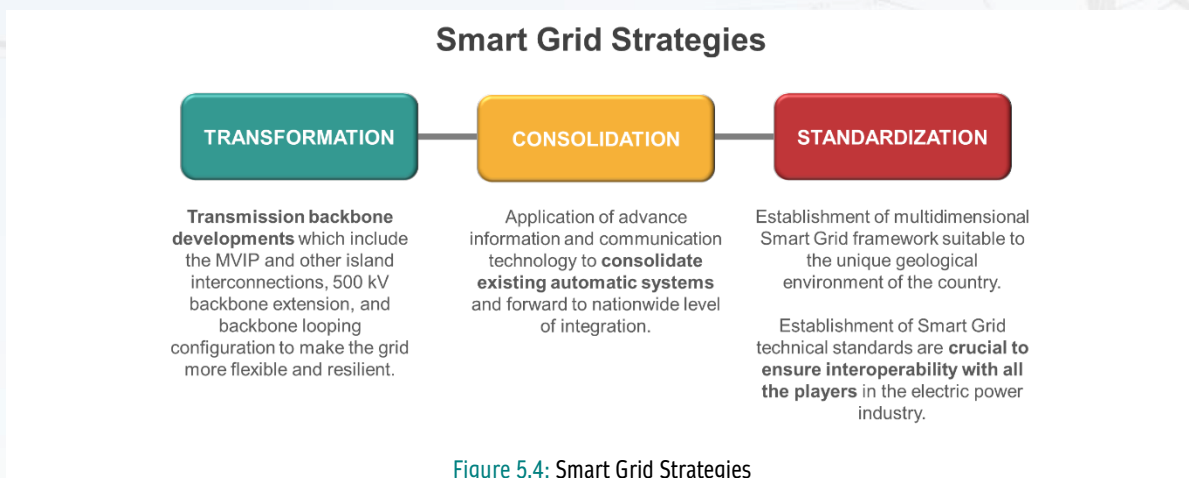 Smart Grid Strategies
TRANSFORMATION
CONSOLIDATION
STANDARDIZATION
Transmission backbone
developments which include
the MVIP and other island
interconnections, 500 kV
backbone extension, and
backbone looping
configuration to make the grid
more flexible and resilient.
Application of advance
information and communication
technology to consolidate
existing automatic systems
and forward to nationwide level
of integration.
Establishment of multidimensional
Smart Grid framework suitable to
the unique geological
environment of the country.
Establishment of Smart Grid
technical standards are crucial to
ensure interoperability with all
the players in the electric power
industry.
Figure 5.4: Smart Grid Strategies